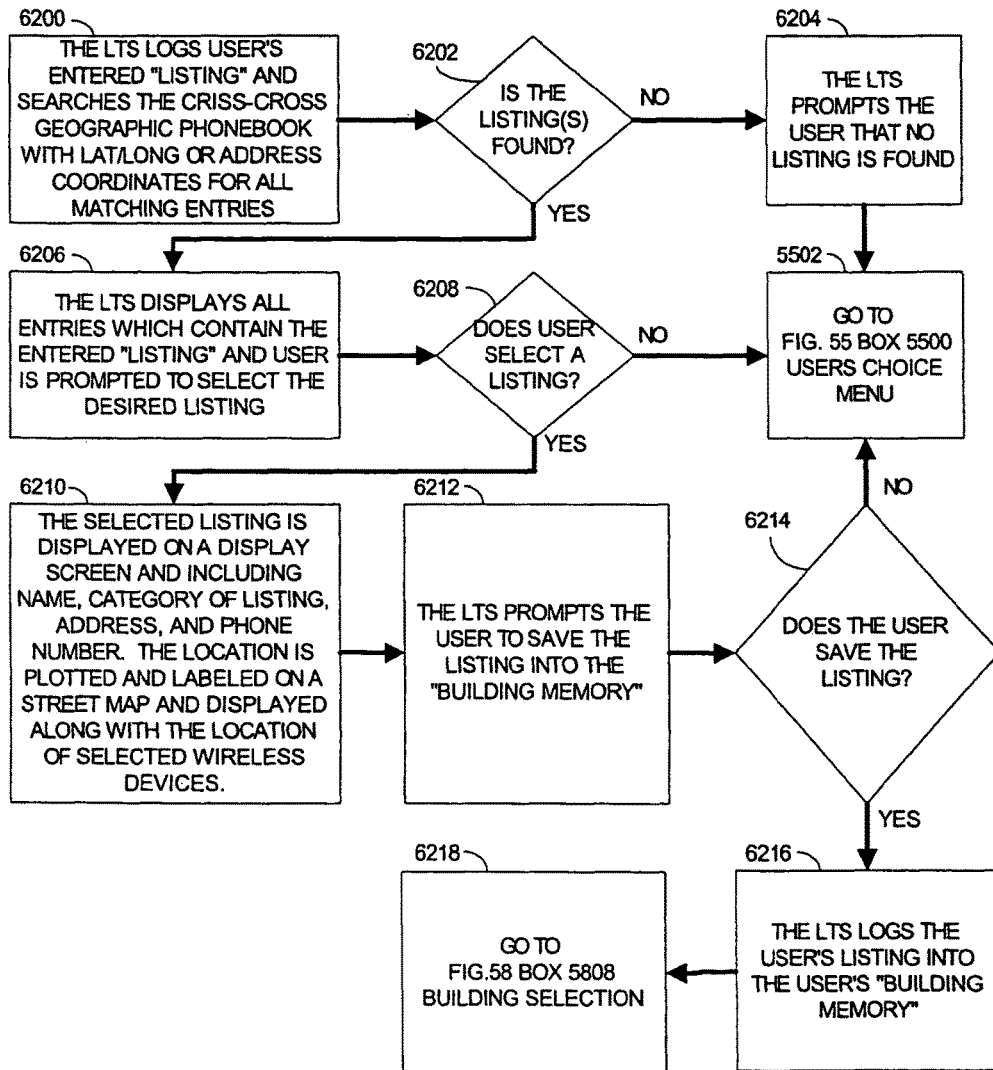 6200
THE LTS LOGS USER'S
ENTERED "LISTING" AND
SEARCHES THE CRISS-CROSS
GEOGRAPHIC PHONEBOOK
WITH LAT/LONG OR ADDRESS
COORDINATES FOR ALL
MATCHING ENTRIES
6202
IS THE
LISTING(S)
FOUND?
NO
YES
6204
THE LTS
PROMPTS THE
USER THAT NO
LISTING IS FOUND
6206
THE LTS DISPLAYS ALL
ENTRIES WHICH CONTAIN THE
ENTERED "LISTING" AND USER
IS PROMPTED TO SELECT THE
DESIRED LISTING
6208
DOES USER
SELECT A
LISTING?
NO
YES
5502
GO TO
FIG. 55 BOX 5500
USERS CHOICE
MENU
6210
THE SELECTED LISTING IS
DISPLAYED ON A DISPLAY
SCREEN AND INCLUDING
NAME, CATEGORY OF LISTING,
ADDRESS, AND PHONE
NUMBER. THE LOCATION IS
PLOTTED AND LABELED ON A
STREET MAP AND DISPLAYED
ALONG WITH THE LOCATION
OF SELECTED WIRELESS
DEVICES.
6212
THE LTS PROMPTS THE
USER TO SAVE THE
LISTING INTO THE
"BUILDING MEMORY"
6214
DOES THE USER
SAVE THE
LISTING?
NO
YES
6216
THE LTS LOGS THE
USER'S LISTING INTO
THE USER'S "BUILDING
MEMORY"
6218
GO TO
FIG.58 BOX 5808
BUILDING SELECTION